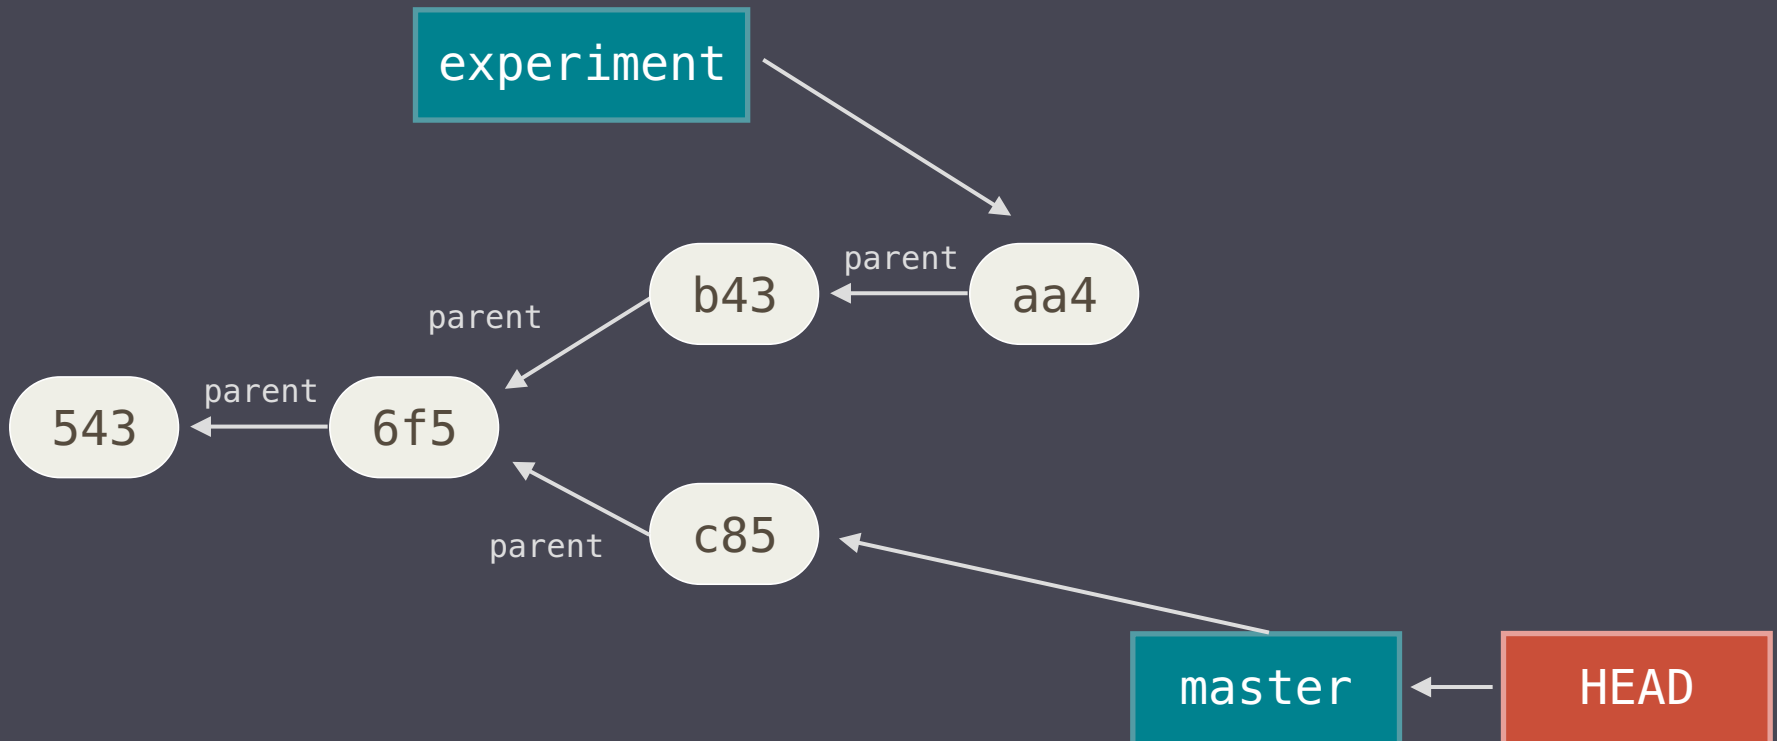 experiment
parent
b43
aa4
parent
parent
543
6f5
c85
parent
master
HEAD